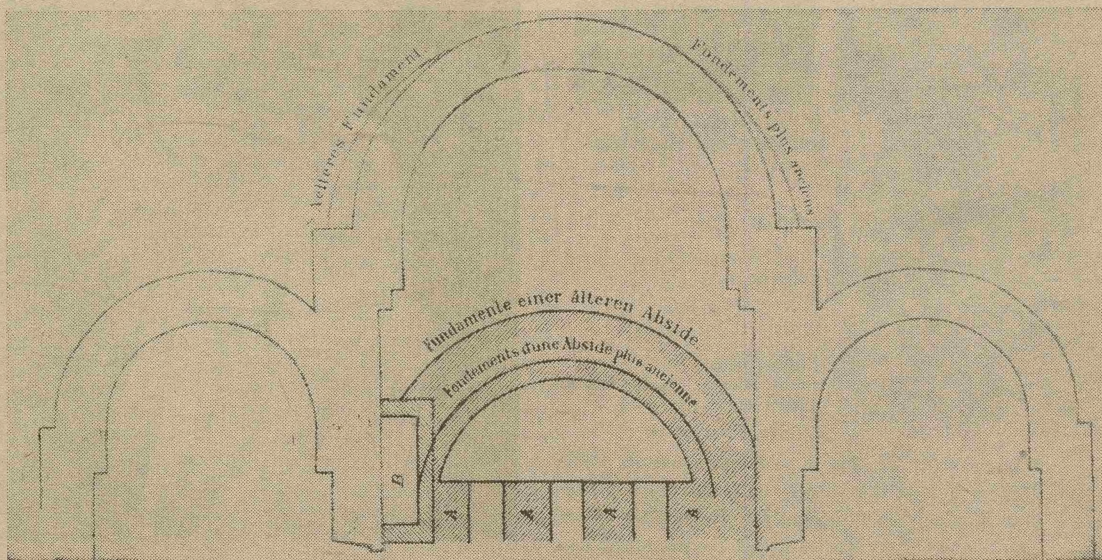 Aelteres Fundament
Fondements plus anciens
Fundamente einer älteren Abside
Fondements d'une Abside plus ancienne
B
A
A
A
A